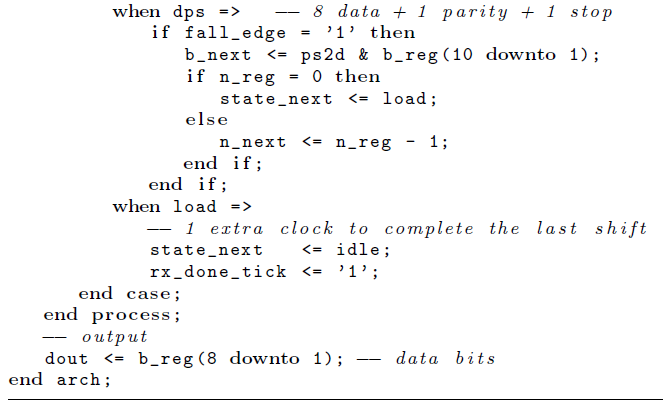 when dps => -- 8 data + 1 parity + 1 stop
if fall_edge = '1' then
b_next <= ps2d & b_reg(10 downto 1);
if n_reg = 0 then
state_next <= load;
else
n_next <= n_reg - 1;
end if;
end if;
when load =>
-- 1 extra clock to complete the last shift
state_next <= idle;
rx_done_tick <= '1';
end case;
end process;
-- output
dout <= b_reg(8 downto 1); -- data bits
end arch;